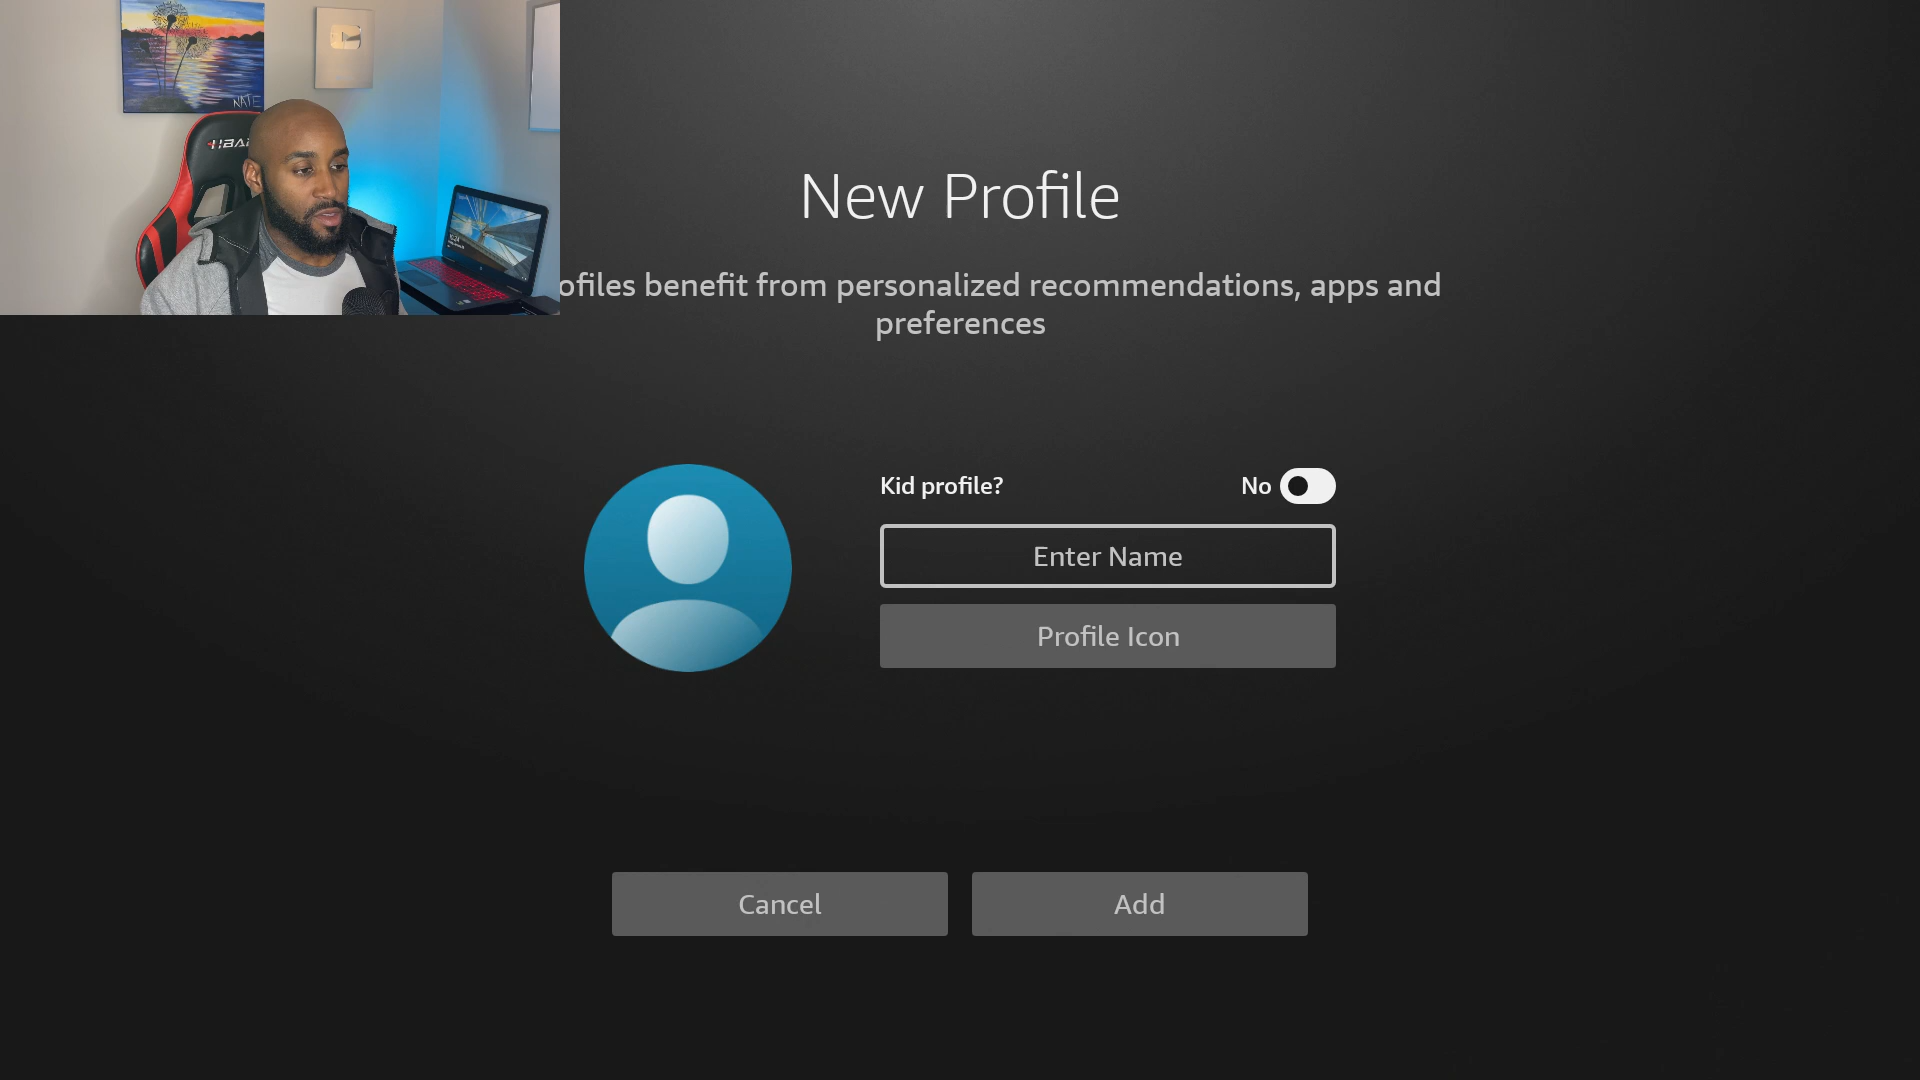 NATE
New Profile
ofiles benefit from personalized recommendations, apps and
preferences
Kid profile?
No
Enter Name
Profile Icon
Cancel
Add